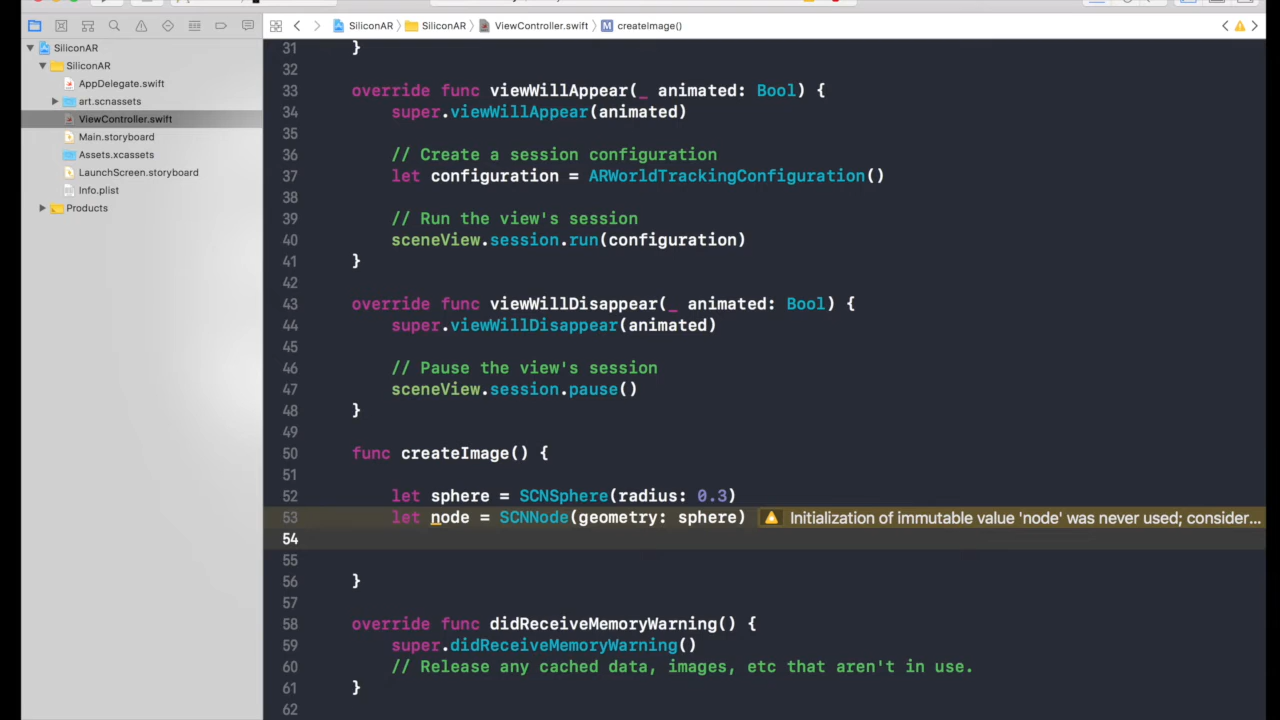 SiliconAR
SiliconAR
ViewController.swift
createImage()
SiliconAR
SiliconAR
AppDelegate.swift
art.scnassets
ViewController.swift
Main.storyboard
Assets.xcassets
LaunchScreen.storyboard
Info.plist
Products
31 }
32
33 override func viewWillAppear(_ animated: Bool) {
34 super.viewWillAppear(animated)
35
36 // Create a session configuration
37 let configuration = ARWorldTrackingConfiguration()
38
39 // Run the view's session
40 sceneView.session.run(configuration)
41 }
42
43 override func viewWillDisappear(_ animated: Bool) {
44 super.viewWillDisappear(animated)
45
46 // Pause the view's session
47 sceneView.session.pause()
48 }
49
50 func createImage() {
51
52 let sphere = SCNSphere(radius: 0.3)
53 let node = SCNNode(geometry: sphere) Initialization of immutable value 'node' was never used; consider...
54
55
56 }
57
58 override func didReceiveMemoryWarning() {
59 super.didReceiveMemoryWarning()
60 // Release any cached data, images, etc that aren't in use.
61 }
62